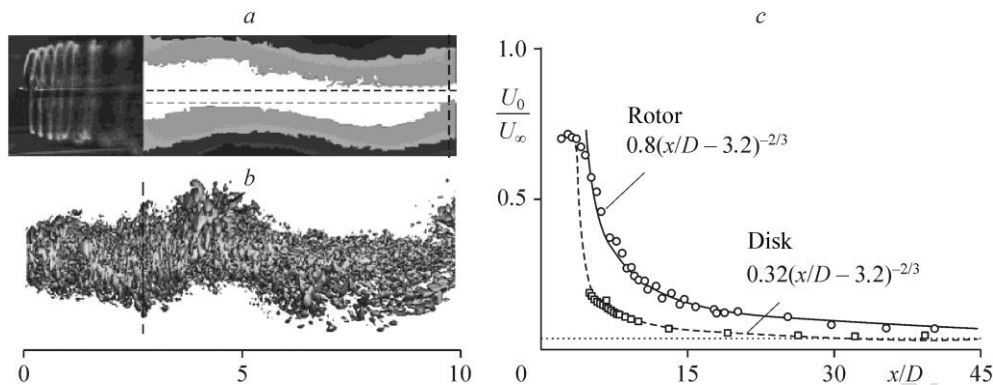 a
b
0 5 10
c
1.0
U₀/U∞
0.5
Rotor
0.8(x/D – 3.2)^–2/3
Disk
0.32(x/D – 3.2)^–2/3
0 15 30 x/D 45